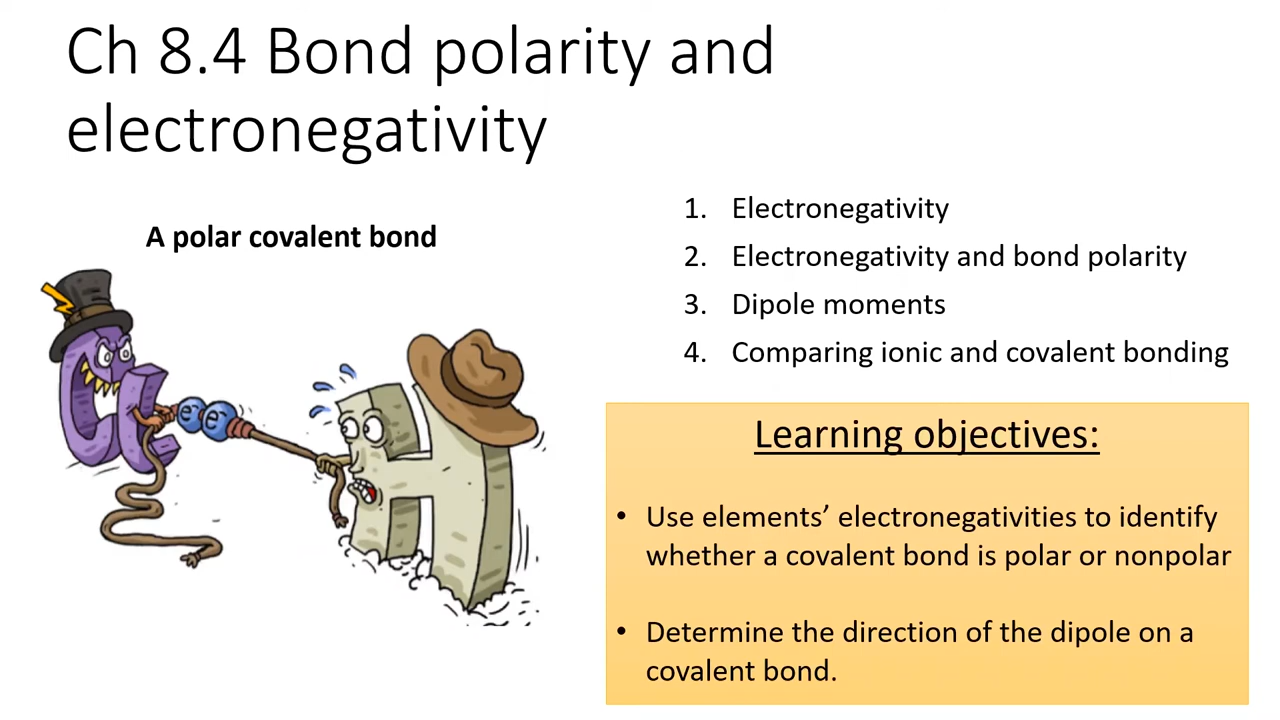 Ch 8.4 Bond polarity and
electronegativity
A polar covalent bond
Cl
e⁻ e⁻
H
1. Electronegativity
2. Electronegativity and bond polarity
3. Dipole moments
4. Comparing ionic and covalent bonding
Learning objectives:
• Use elements’ electronegativities to identify
whether a covalent bond is polar or nonpolar
• Determine the direction of the dipole on a
covalent bond.